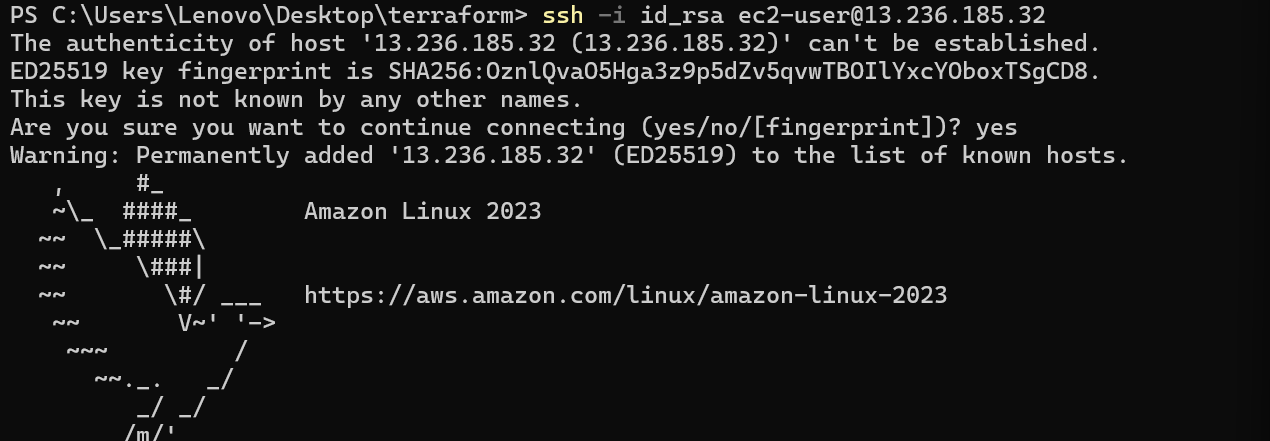 PS C:\Users\Lenovo\Desktop\terraform> ssh -i id_rsa ec2-user@13.236.185.32
The authenticity of host '13.236.185.32 (13.236.185.32)' can't be established.
ED25519 key fingerprint is SHA256:OznlQvaO5Hga3z9p5dZv5qvwTBOIlYxcYOboxTSgCD8.
This key is not known by any other names.
Are you sure you want to continue connecting (yes/no/[fingerprint])? yes
Warning: Permanently added '13.236.185.32' (ED25519) to the list of known hosts.
   ,     #_
   ~\_  ####_        Amazon Linux 2023
  ~~  \_#####\
  ~~     \###|
  ~~       \#/ ___   https://aws.amazon.com/linux/amazon-linux-2023
   ~~       V~' '->
    ~~~         /
      ~~._.   _/
         _/ _/
        /m/'